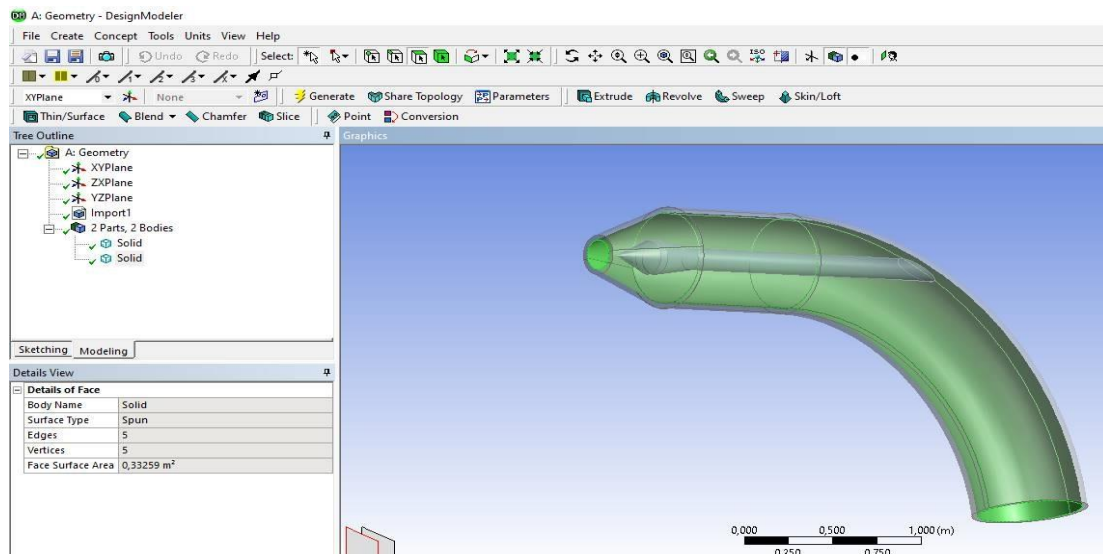 A: Geometry - DesignModeler
File Create Concept Tools Units View Help
Undo Redo Select:
XYPlane None Generate Share Topology Parameters Extrude Revolve Sweep Skin/Loft
Thin/Surface Blend Chamfer Slice Point Conversion
Tree Outline
A: Geometry
XYPlane
ZXPlane
YZPlane
Import1
2 Parts, 2 Bodies
Solid
Solid
Sketching Modeling
Details View
Details of Face
Body Name Solid
Surface Type Spun
Edges 5
Vertices 5
Face Surface Area 0,33259 m²
Graphics
0,000 0,500 1,000 (m)
0,250 0,750